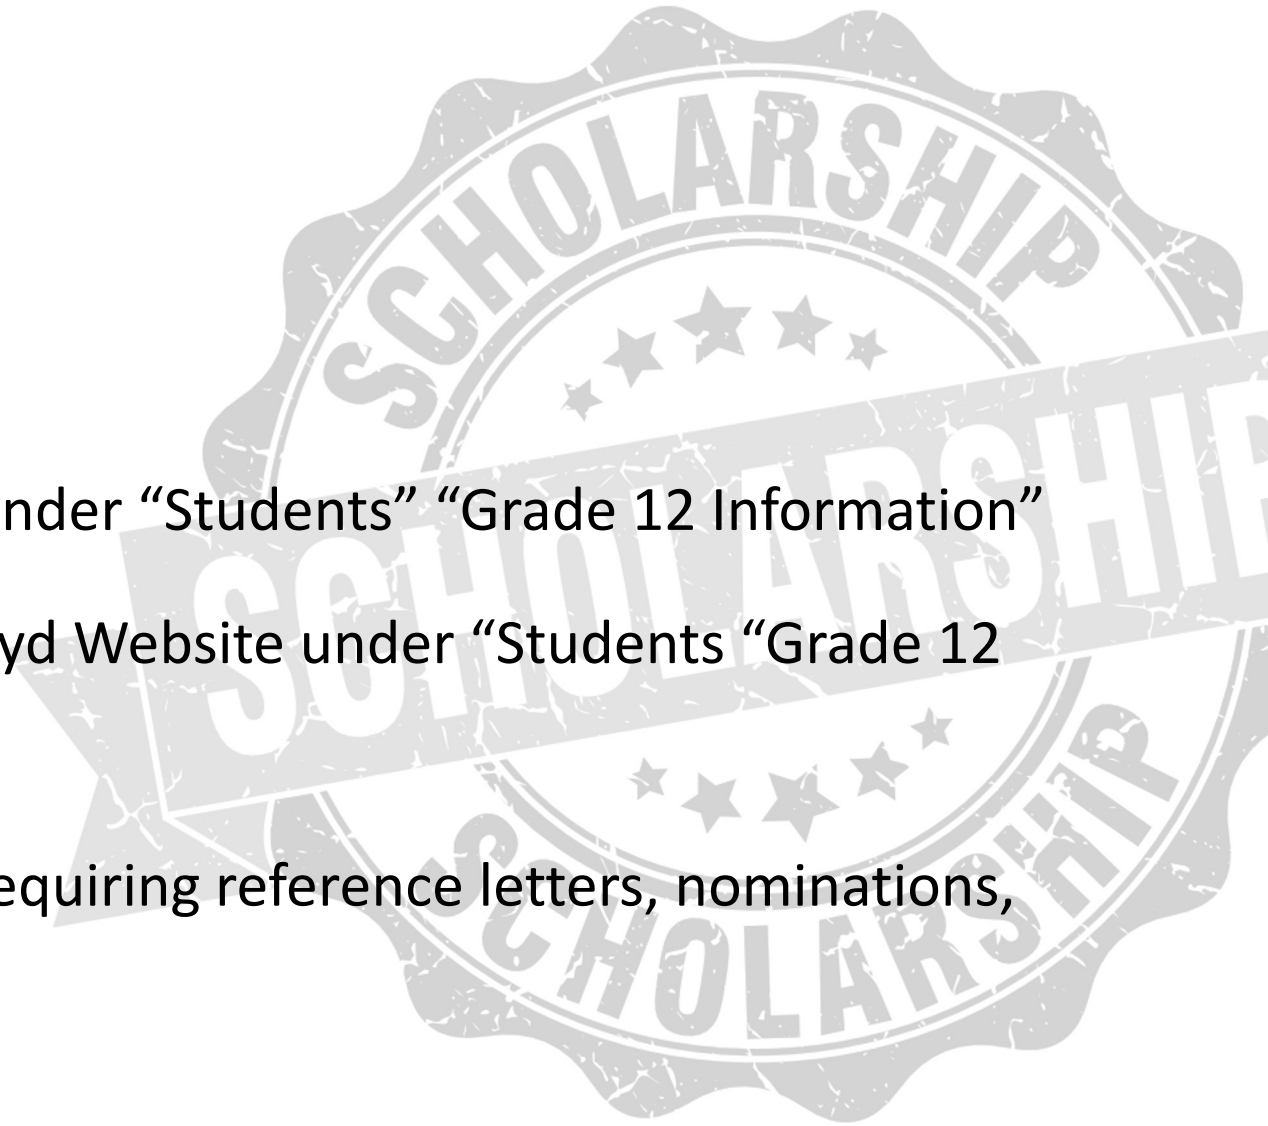 SCHOLARSHIP
nder “Students” “Grade 12 Information”
SCHOLARSHIP
yd Website under “Students “Grade 12
equiring reference letters, nominations,
SCHOLARSHIP